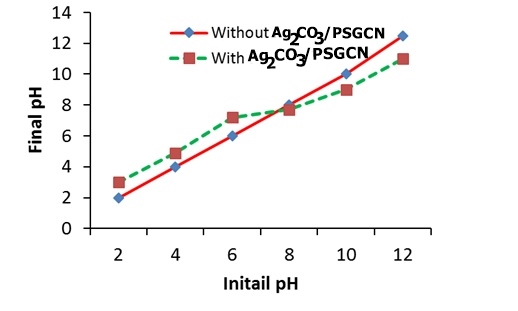 14
12
10
8
6
4
2
0
Final pH
Without Ag2CO3/PSGCN
With Ag2CO3/PSGCN
2 4 6 8 10 12
Initail pH